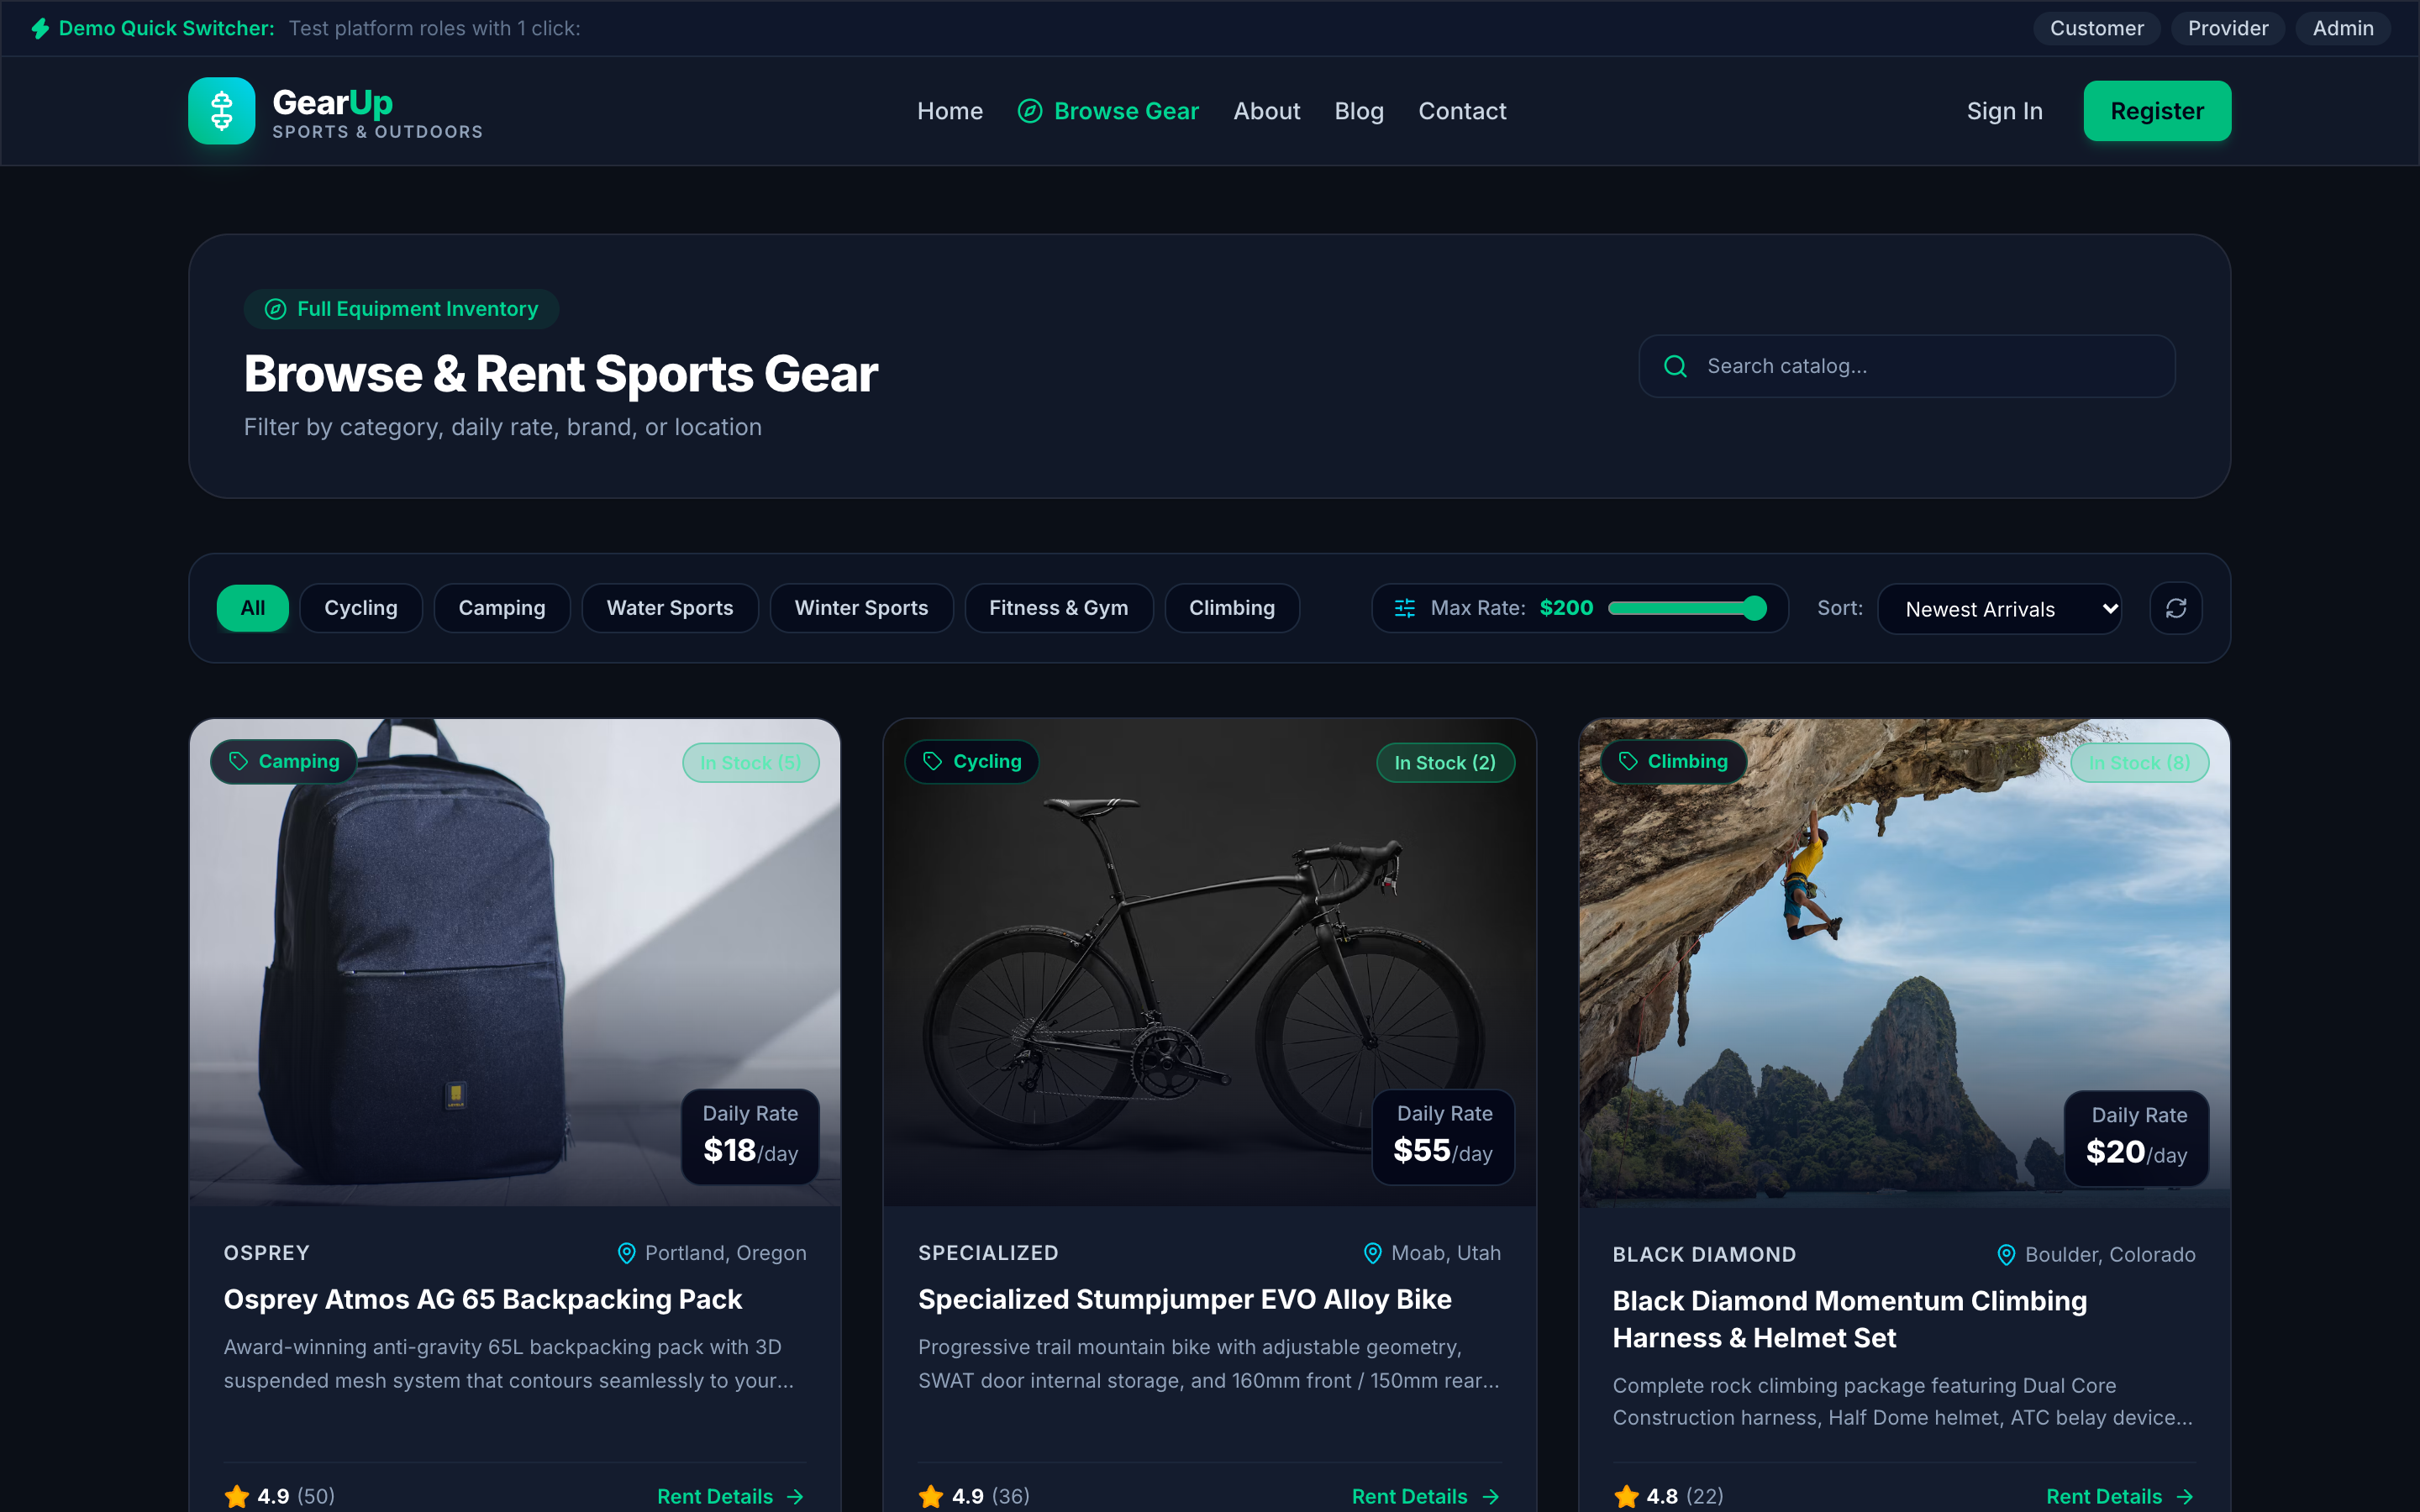 Demo Quick Switcher: Test platform roles with 1 click:
Customer
Provider
Admin
GearUp
SPORTS & OUTDOORS
Home
Browse Gear
About
Blog
Contact
Sign In
Register
Full Equipment Inventory
Browse & Rent Sports Gear
Filter by category, daily rate, brand, or location
Search catalog...
All
Cycling
Camping
Water Sports
Winter Sports
Fitness & Gym
Climbing
Max Rate: $200
Sort:
Newest Arrivals
Camping
In Stock (5)
Daily Rate
$18/day
OSPREY
Portland, Oregon
Osprey Atmos AG 65 Backpacking Pack
Award-winning anti-gravity 65L backpacking pack with 3D
suspended mesh system that contours seamlessly to your...
4.9 (50)
Rent Details
Cycling
In Stock (2)
Daily Rate
$55/day
SPECIALIZED
Moab, Utah
Specialized Stumpjumper EVO Alloy Bike
Progressive trail mountain bike with adjustable geometry,
SWAT door internal storage, and 160mm front / 150mm rear...
4.9 (36)
Rent Details
Climbing
In Stock (8)
Daily Rate
$20/day
BLACK DIAMOND
Boulder, Colorado
Black Diamond Momentum Climbing
Harness & Helmet Set
Complete rock climbing package featuring Dual Core
Construction harness, Half Dome helmet, ATC belay device...
4.8 (22)
Rent Details